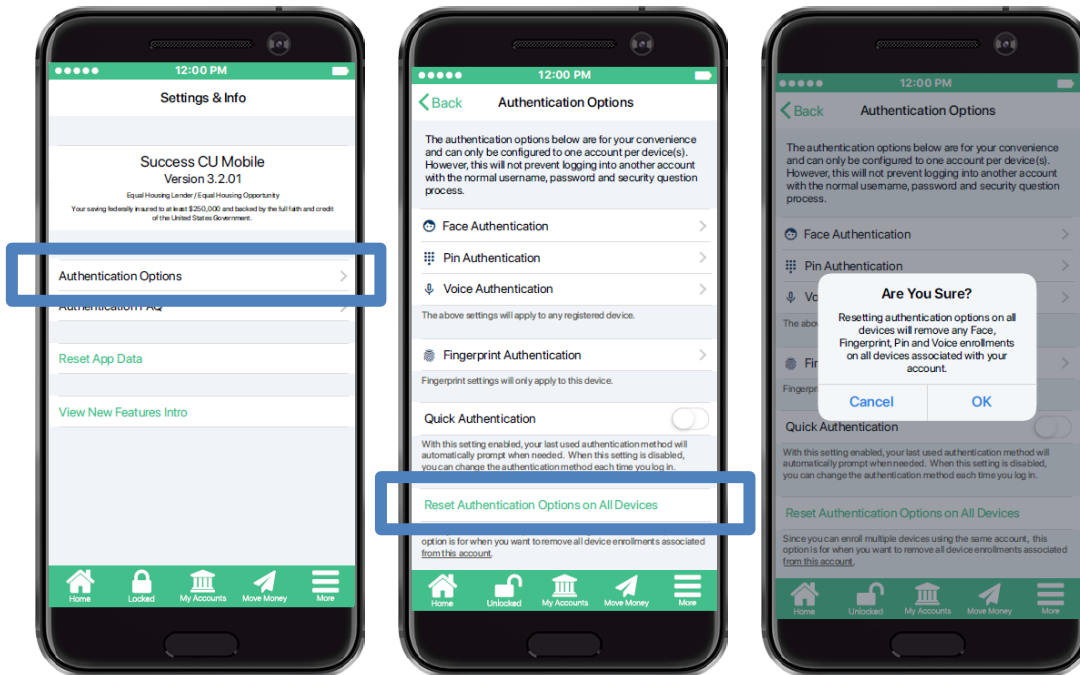 12:00 PM
Settings & Info
Success CU Mobile
Version 3.2.01
Equal Housing Lender / Equal Housing Opportunity
Your saving federally insured to at least $250,000 and backed by the full faith and credit
of the United States Government.
Authentication Options
Authentication FAQ
Reset App Data
View New Features Intro
Home
Locked
My Accounts
Move Money
More
12:00 PM
Back
Authentication Options
The authentication options below are for your convenience
and can only be configured to one account per device(s).
However, this will not prevent logging into another account
with the normal username, password and security question
process.
Face Authentication
Pin Authentication
Voice Authentication
The above settings will apply to any registered device.
Fingerprint Authentication
Fingerprint settings will only apply to this device.
Quick Authentication
With this setting enabled, your last used authentication method will
automatically prompt when needed. When this setting is disabled,
you can change the authentication method each time you log in.
Reset Authentication Options on All Devices
option is for when you want to remove all device enrollments associated
from this account.
Home
Unlocked
My Accounts
Move Money
More
12:00 PM
Back
Authentication Options
The authentication options below are for your convenience
and can only be configured to one account per device(s).
However, this will not prevent logging into another account
with the normal username, password and security question
process.
Face Authentication
Pin Authentication
Vo
The abo
Fin
Fingerpr
Are You Sure?
Resetting authentication options on all
devices will remove any Face,
Fingerprint, Pin and Voice enrollments
on all devices associated with your
account.
Cancel
OK
Quick Authentication
With this setting enabled, your last used authentication method will
automatically prompt when needed. When this setting is disabled,
you can change the authentication method each time you log in.
Reset Authentication Options on All Devices
Since you can enroll multiple devices using the same account, this
option is for when you want to remove all device enrollments associated
from this account.
Home
Unlocked
My Accounts
Move Money
More